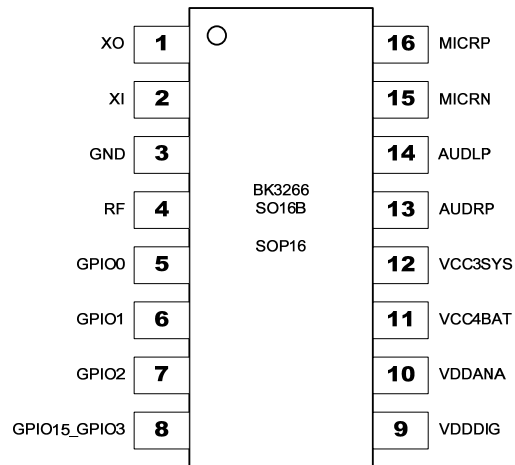 XO 1 16 MICRP
XI 2 15 MICRN
GND 3 14 AUDLP
RF 4 13 AUDRP
GPIO0 5 12 VCC3SYS
GPIO1 6 11 VCC4BAT
GPIO2 7 10 VDDANA
GPIO15_GPIO3 8 9 VDDDIG
BK3266
SO16B
SOP16